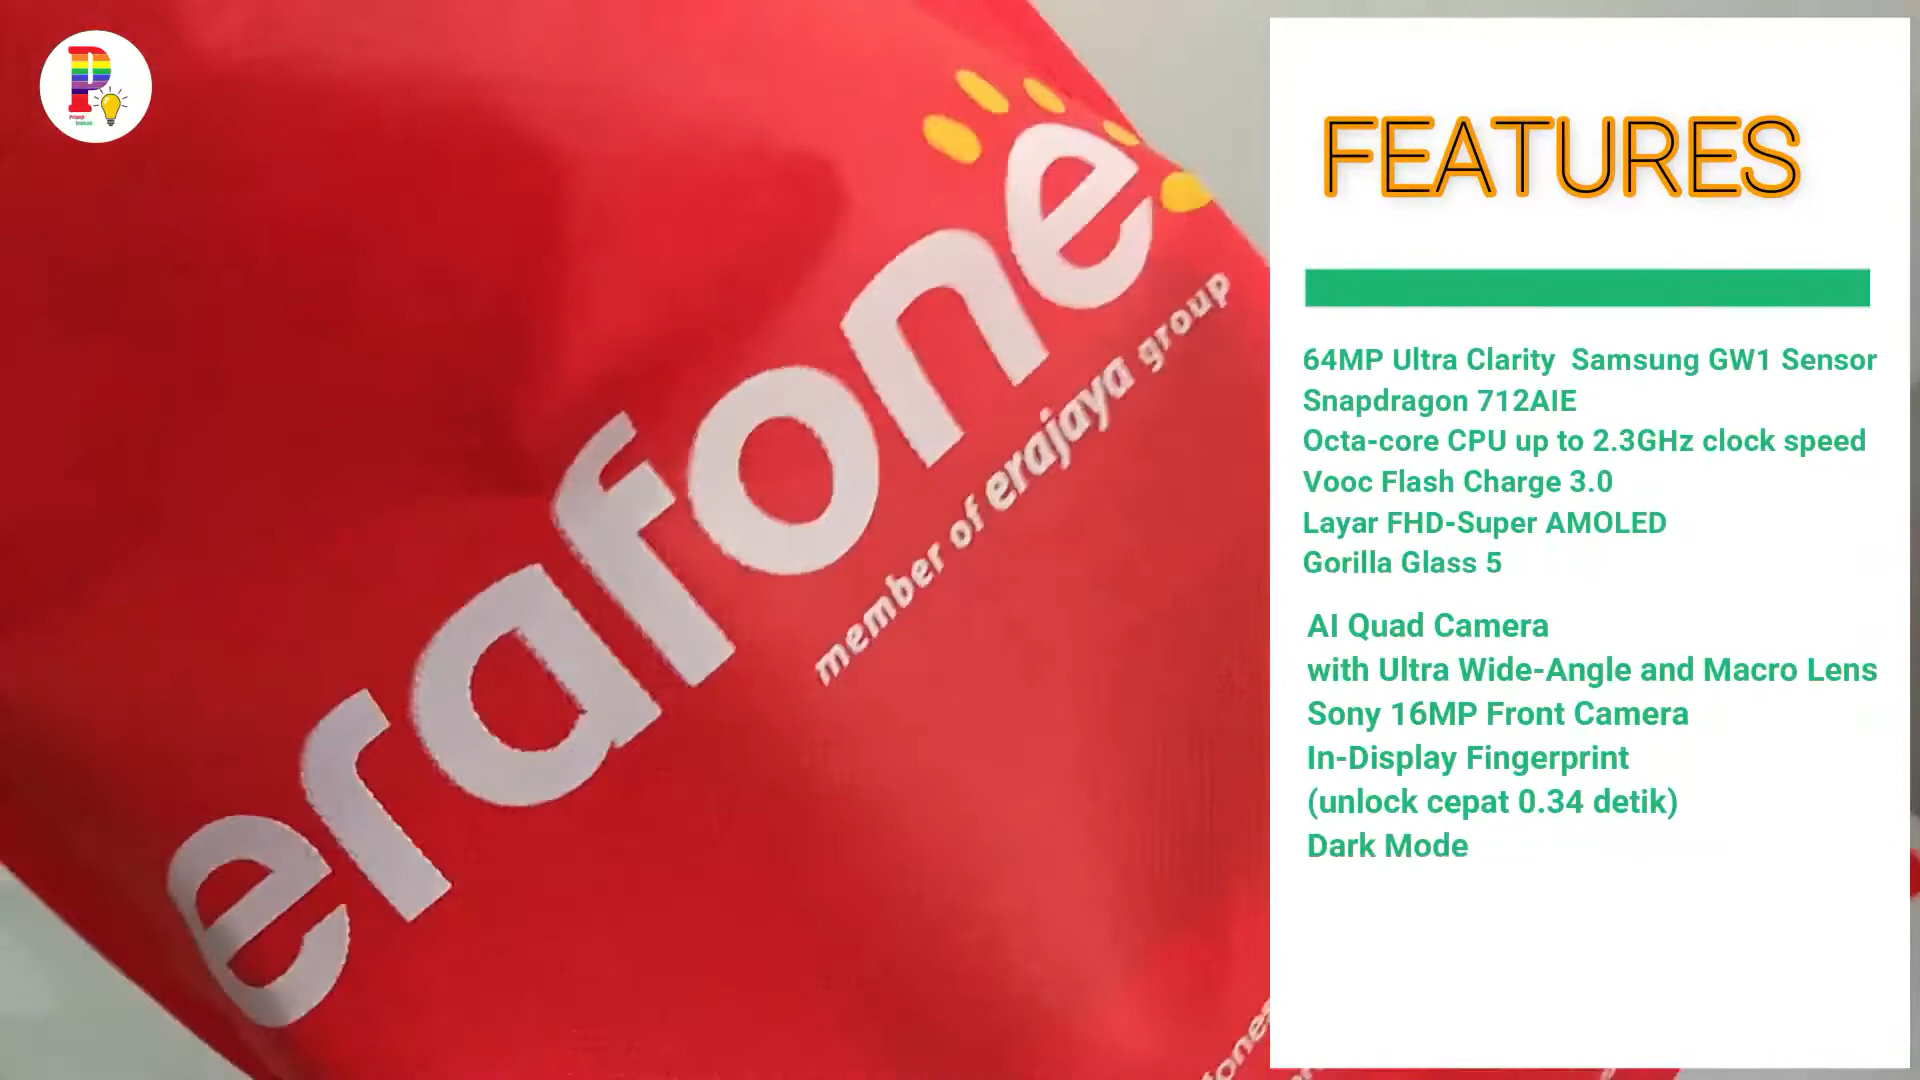 P
erafone
member of erajaya group
FEATURES
64MP Ultra Clarity  Samsung GW1 Sensor
Snapdragon 712AIE
Octa-core CPU up to 2.3GHz clock speed
Vooc Flash Charge 3.0
Layar FHD-Super AMOLED
Gorilla Glass 5
AI Quad Camera
with Ultra Wide-Angle and Macro Lens
Sony 16MP Front Camera
In-Display Fingerprint
(unlock cepat 0.34 detik)
Dark Mode